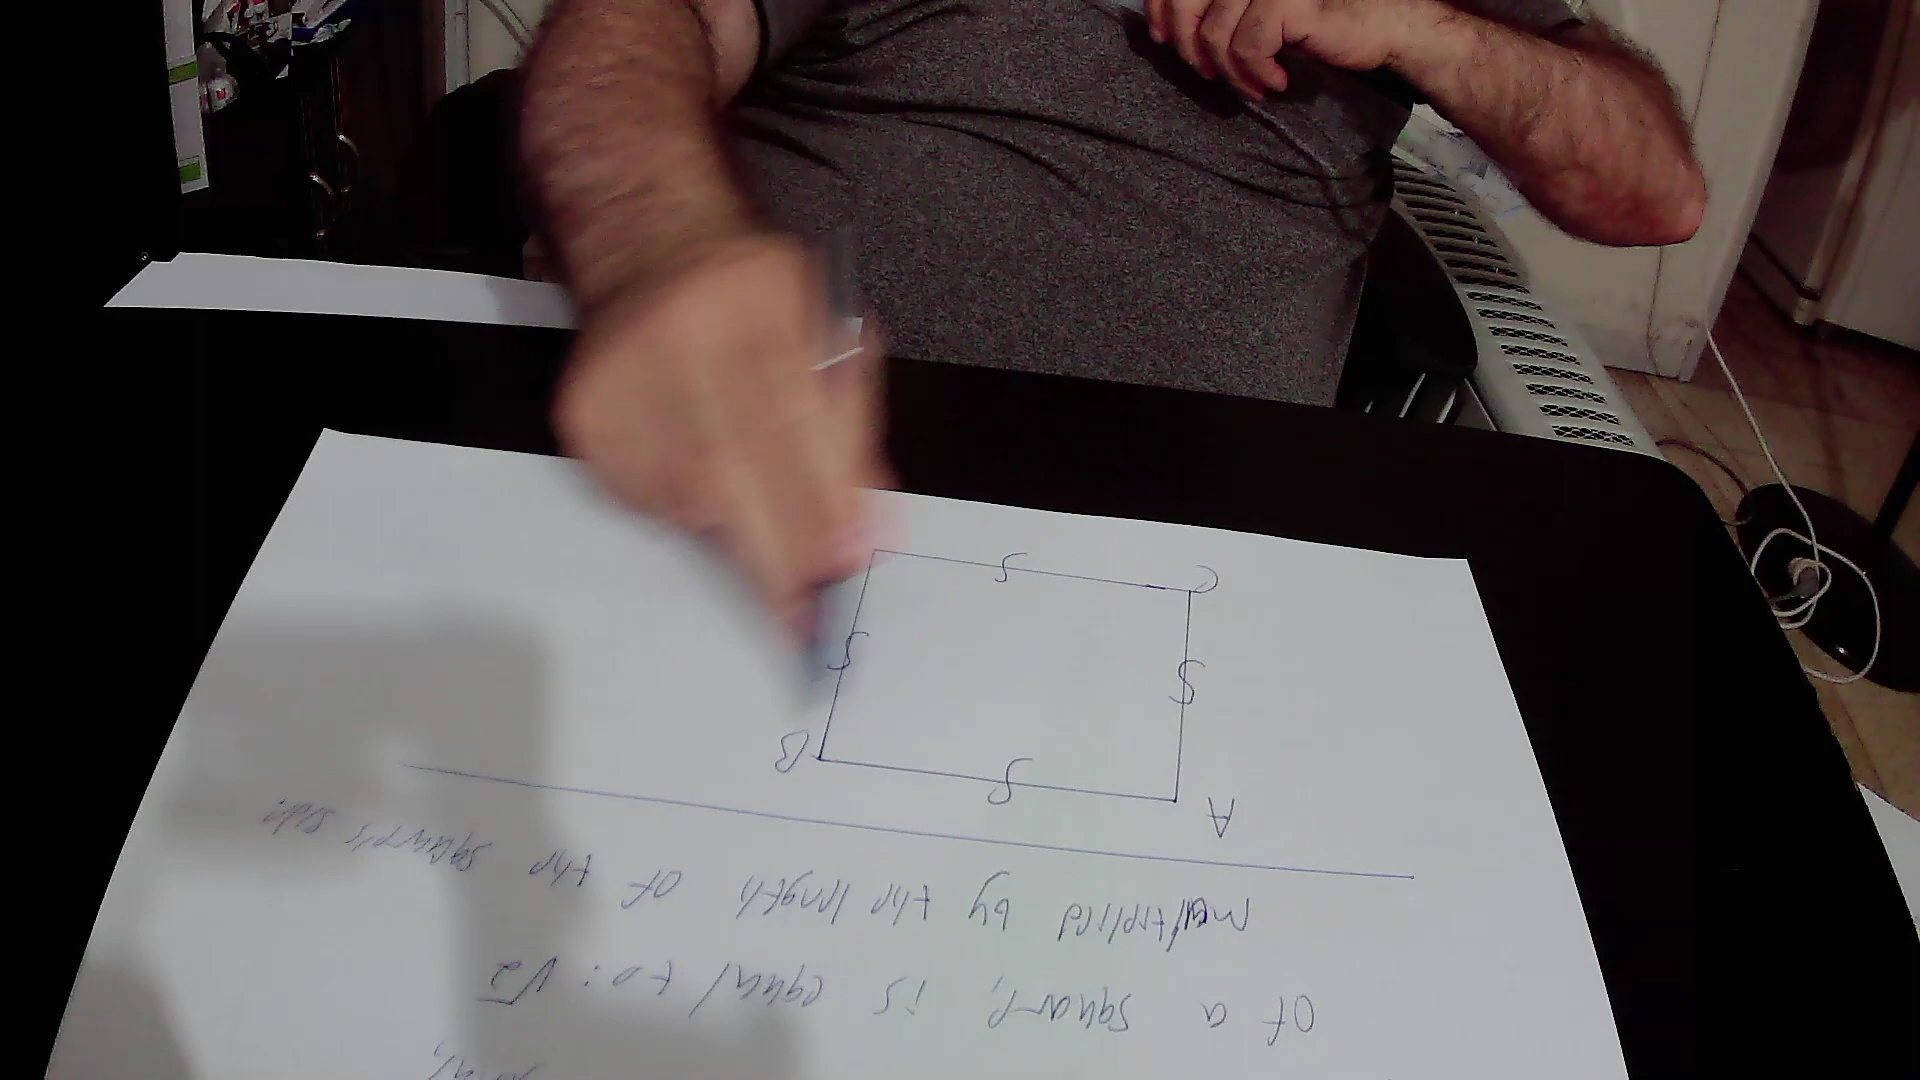 of a square, is equal to: √2
multiplied by the length of the square's side.
A
S
B
S
S
C
S